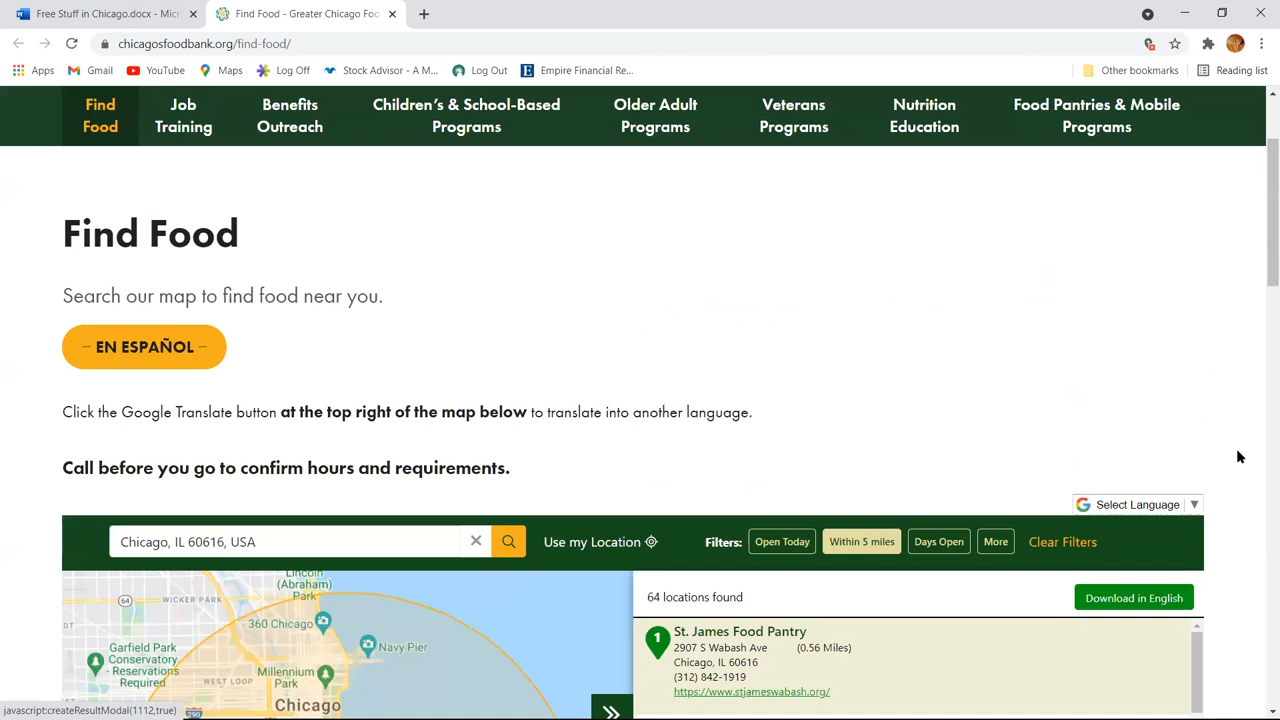 Free Stuff in Chicago.docx - Micr
Find Food - Greater Chicago Foo
chicagosfoodbank.org/find-food/
Apps Gmail YouTube Maps Log Off Stock Advisor - A M... Log Out Empire Financial Re... Other bookmarks Reading list
Find Food
Job Training
Benefits Outreach
Children's & School-Based Programs
Older Adult Programs
Veterans Programs
Nutrition Education
Food Pantries & Mobile Programs
Find Food
Search our map to find food near you.
– EN ESPAÑOL –
Click the Google Translate button at the top right of the map below to translate into another language.
Call before you go to confirm hours and requirements.
Select Language
Chicago, IL 60616, USA
Use my Location
Filters: Open Today Within 5 miles Days Open More Clear Filters
64
WICKER PARK
Lincoln
(Abraham)
Park
360 Chicago
Navy Pier
Garfield Park
Conservatory -
Recreations
Required
WEST LOOP
Millennium
Park
Chicago
290
64 locations found
Download in English
1
St. James Food Pantry
2907 S Wabash Ave (0.56 Miles)
Chicago, IL 60616
(312) 842-1919
https://www.stjameswabash.org/
javascript:createResultModal(1112,true)